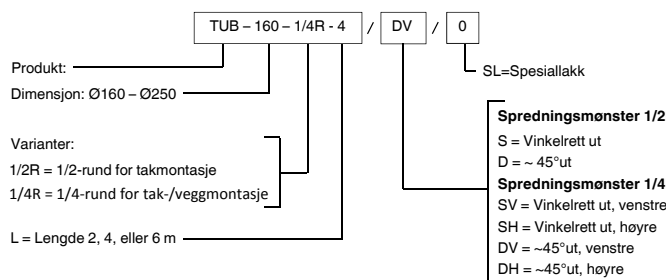 TUB – 160 – 1/4R - 4 / DV / 0
Produkt:
SL=Spesiallakk
Dimensjon: Ø160 – Ø250
Varianter:
1/2R = 1/2-rund for takmontasje
1/4R = 1/4-rund for tak-/veggmontasje
L = Lengde 2, 4, eller 6 m
Spredningsmønster 1/2
S = Vinkelrett ut
D = ~ 45°ut
Spredningsmønster 1/4
SV = Vinkelrett ut, venstre
SH = Vinkelrett ut, høyre
DV = ~45°ut, venstre
DH = ~45°ut, høyre